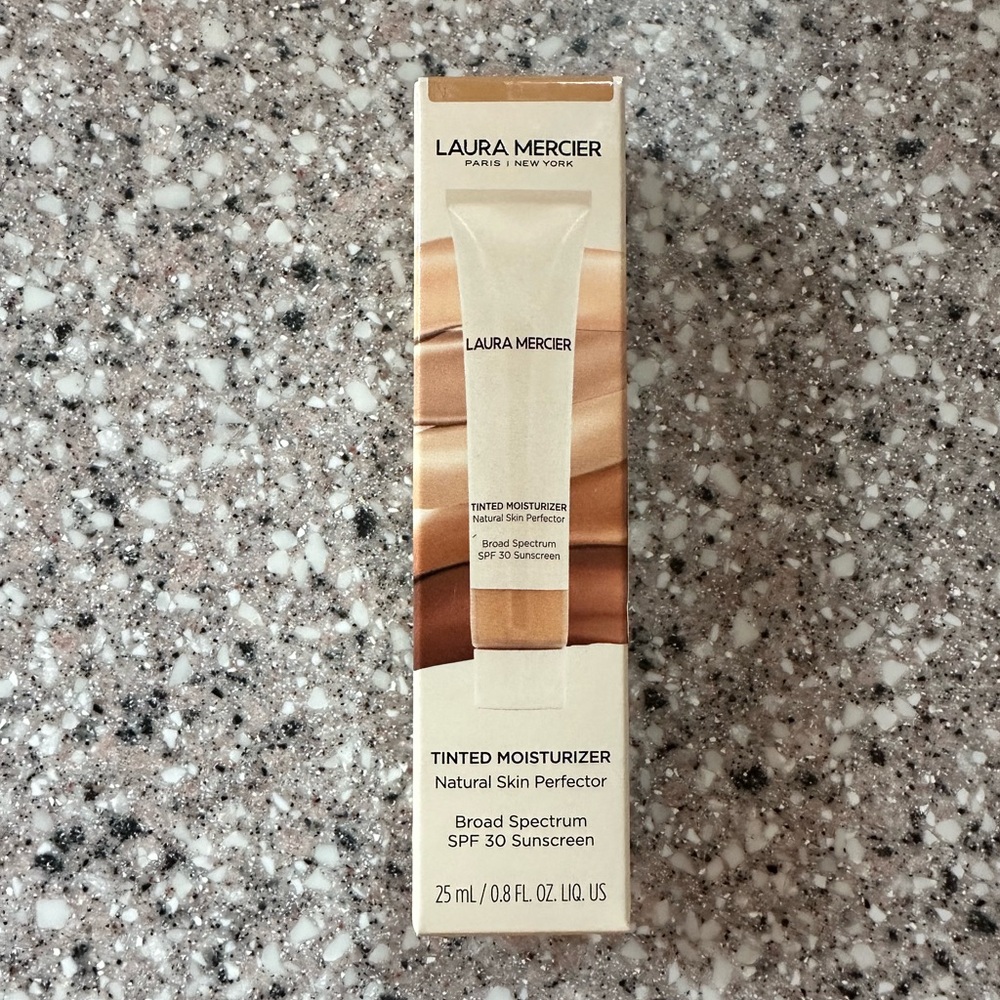 LAURA MERCIER
PARIS | NEW YORK
LAURA MERCIER
TINTED MOISTURIZER
Natural Skin Perfector
Broad Spectrum
SPF 30 Sunscreen
TINTED MOISTURIZER
Natural Skin Perfector
Broad Spectrum
SPF 30 Sunscreen
25 mL / 0.8 FL. OZ. LIQ. US